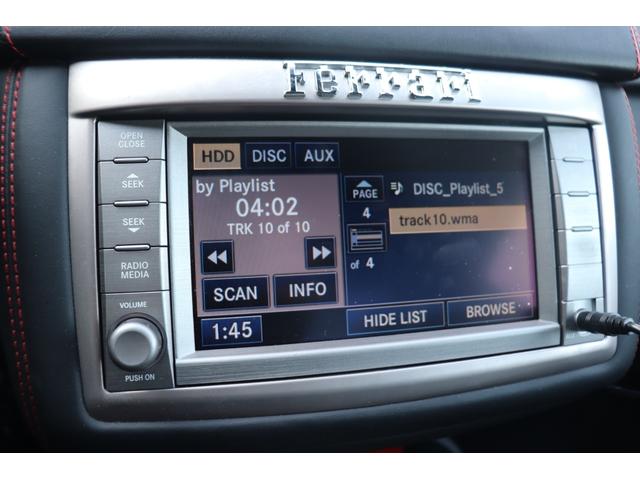 Ferrari
OPEN
CLOSE
SEEK
SEEK
RADIO
MEDIA
VOLUME
PUSH ON
HDD DISC AUX
by Playlist
04:02
TRK 10 of 10
SCAN INFO
1:45
PAGE
4
of 4
DISC_Playlist_5
track10.wma
HIDE LIST BROWSE